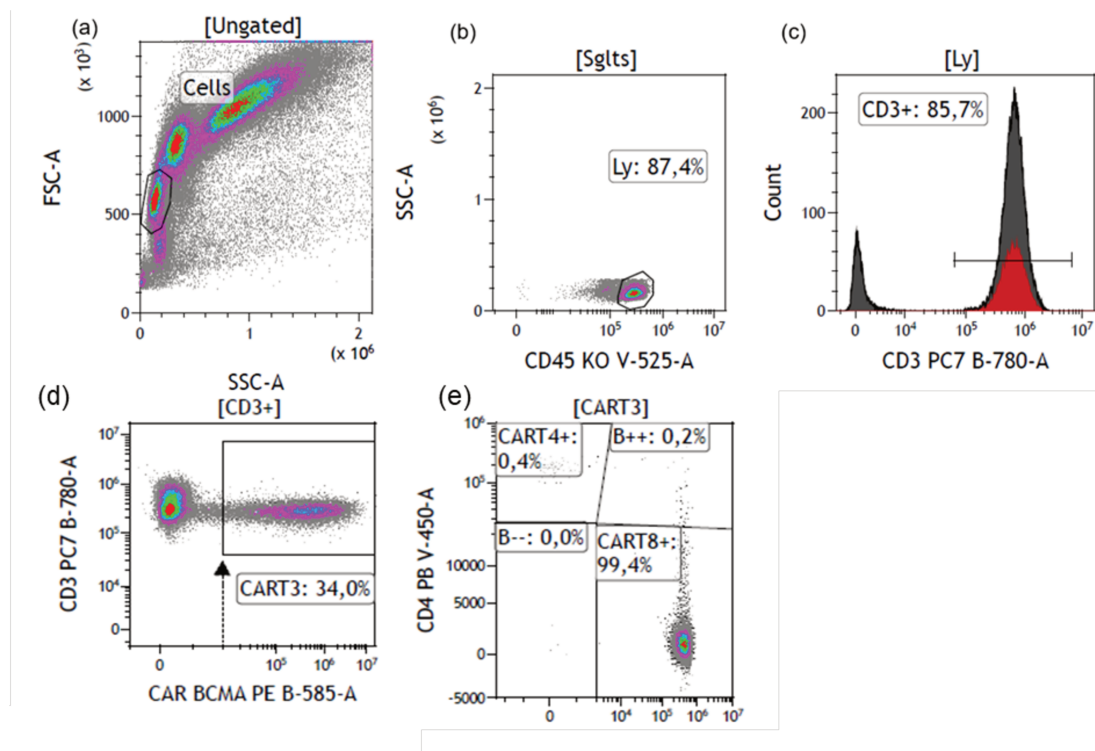 (a)
[Ungated]
(x 10³)
Cells
1000
500
0
FSC-A
0
1
2
(x 10⁶)
SSC-A
(b)
[Sglts]
(x 10⁶)
2
1
0
SSC-A
Ly: 87,4%
0
10⁵
10⁶
10⁷
CD45 KO V-525-A
(c)
[Ly]
CD3+: 85,7%
200
100
0
Count
0
10⁴
10⁵
10⁶
10⁷
CD3 PC7 B-780-A
(d)
[CD3+]
10⁷
10⁶
10⁵
10⁴
0
CD3 PC7 B-780-A
CART3: 34,0%
0
10⁵
10⁶
10⁷
CAR BCMA PE B-585-A
(e)
[CART3]
10⁶
CART4+:
0,4%
B++: 0,2%
10⁵
B--: 0,0%
CART8+:
99,4%
10000
5000
0
-5000
CD4 PB V-450-A
0
10⁴
10⁵
10⁶
10⁷